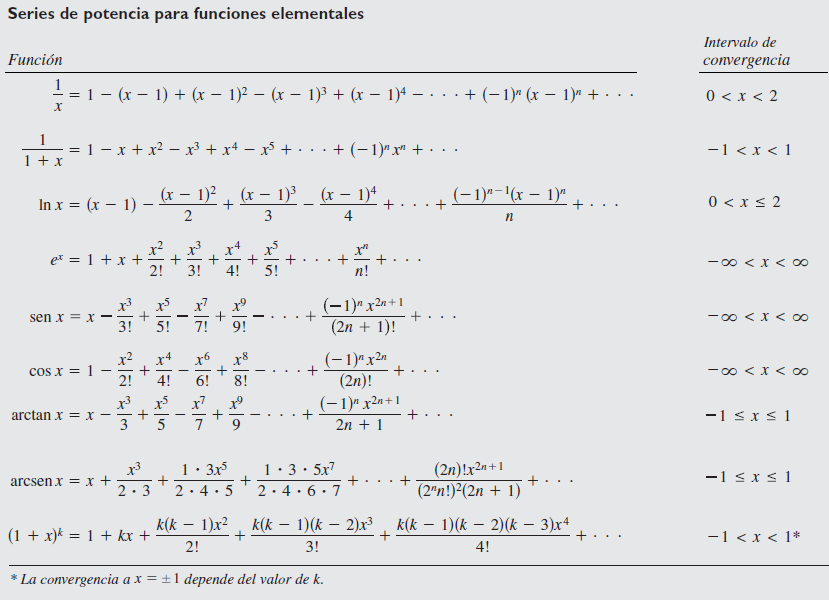 Series de potencia para funciones elementales
Función Intervalo de convergencia
1/x = 1 − (x − 1) + (x − 1)² − (x − 1)³ + (x − 1)⁴ − · · · + (−1)ⁿ (x − 1)ⁿ + · · · 0 < x < 2
1/(1 + x) = 1 − x + x² − x³ + x⁴ − x⁵ + · · · + (−1)ⁿ xⁿ + · · · −1 < x < 1
ln x = (x − 1) − (x − 1)²/2 + (x − 1)³/3 − (x − 1)⁴/4 + · · · + (−1)ⁿ⁻¹(x − 1)ⁿ/n + · · · 0 < x ≤ 2
eˣ = 1 + x + x²/2! + x³/3! + x⁴/4! + x⁵/5! + · · · + xⁿ/n! + · · · −∞ < x < ∞
sen x = x − x³/3! + x⁵/5! − x⁷/7! + x⁹/9! − · · · + (−1)ⁿ x²ⁿ⁺¹/(2n + 1)! + · · · −∞ < x < ∞
cos x = 1 − x²/2! + x⁴/4! − x⁶/6! + x⁸/8! − · · · + (−1)ⁿ x²ⁿ/(2n)! + · · · −∞ < x < ∞
arctan x = x − x³/3 + x⁵/5 − x⁷/7 + x⁹/9 − · · · + (−1)ⁿ x²ⁿ⁺¹/(2n + 1) + · · · −1 ≤ x ≤ 1
arcsen x = x + x³/(2 · 3) + (1 · 3x⁵)/(2 · 4 · 5) + (1 · 3 · 5x⁷)/(2 · 4 · 6 · 7) + · · · + (2n)!x²ⁿ⁺¹/((2ⁿn!)²(2n + 1)) + · · · −1 ≤ x ≤ 1
(1 + x)ᵏ = 1 + kx + k(k − 1)x²/2! + k(k − 1)(k − 2)x³/3! + k(k − 1)(k − 2)(k − 3)x⁴/4! + · · · −1 < x < 1*
* La convergencia a x = ±1 depende del valor de k.